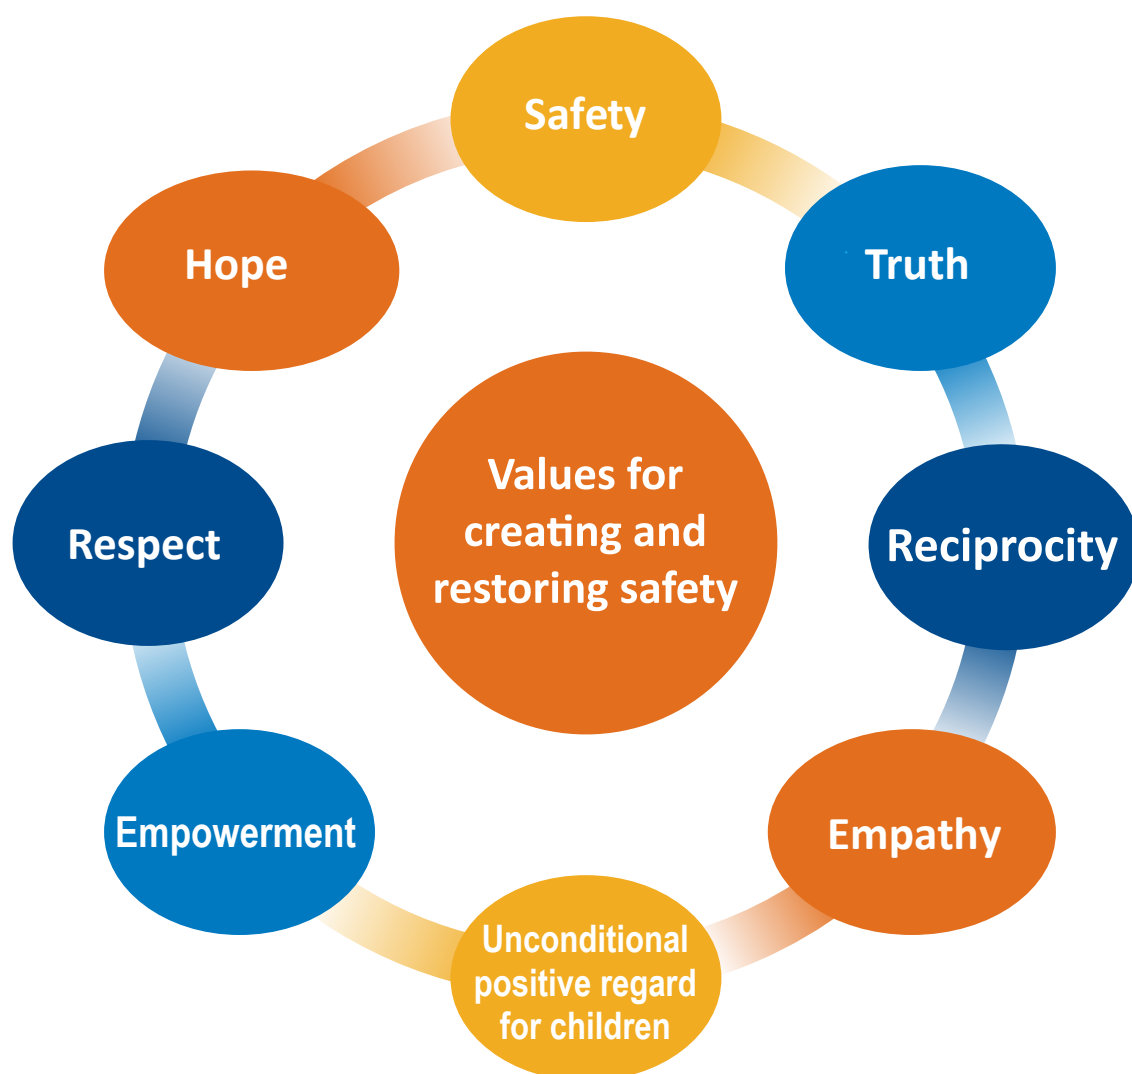 Safety
Truth
Reciprocity
Empathy
Unconditional
positive regard
for children
Empowerment
Respect
Hope
Values for
creating and
restoring safety